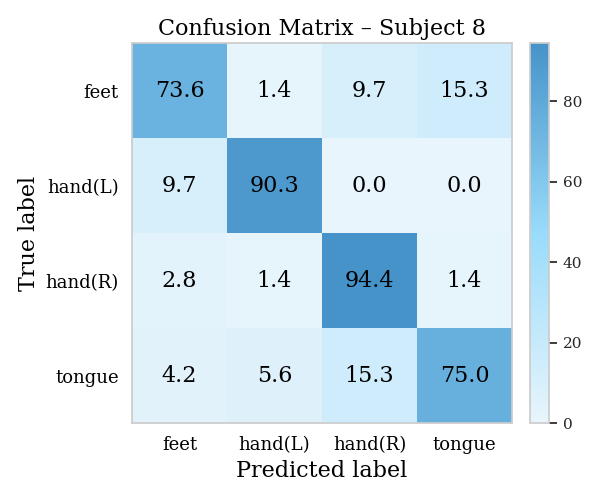 Confusion Matrix – Subject 8
True label
feet 73.6 1.4 9.7 15.3
hand(L) 9.7 90.3 0.0 0.0
hand(R) 2.8 1.4 94.4 1.4
tongue 4.2 5.6 15.3 75.0
feet hand(L) hand(R) tongue
Predicted label
80
60
40
20
0